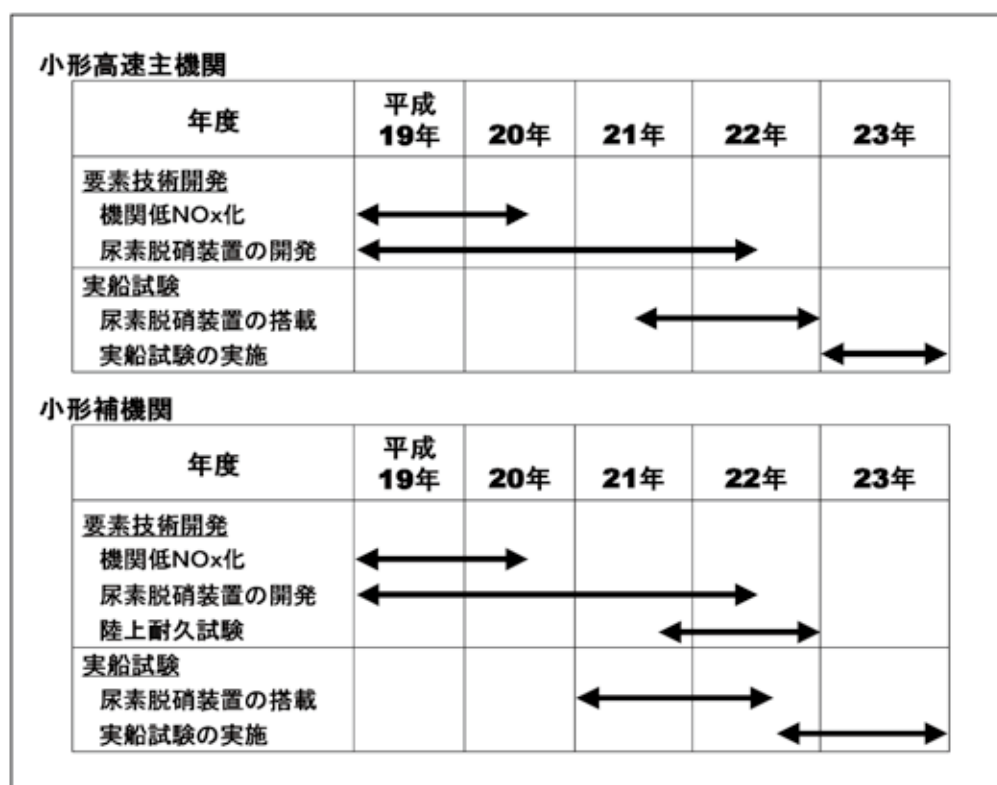 小形高速主機関
年度 平成19年 20年 21年 22年 23年
要素技術開発
機関低NOx化
尿素脱硝装置の開発
実船試験
尿素脱硝装置の搭載
実船試験の実施
小形補機関
年度 平成19年 20年 21年 22年 23年
要素技術開発
機関低NOx化
尿素脱硝装置の開発
陸上耐久試験
実船試験
尿素脱硝装置の搭載
実船試験の実施